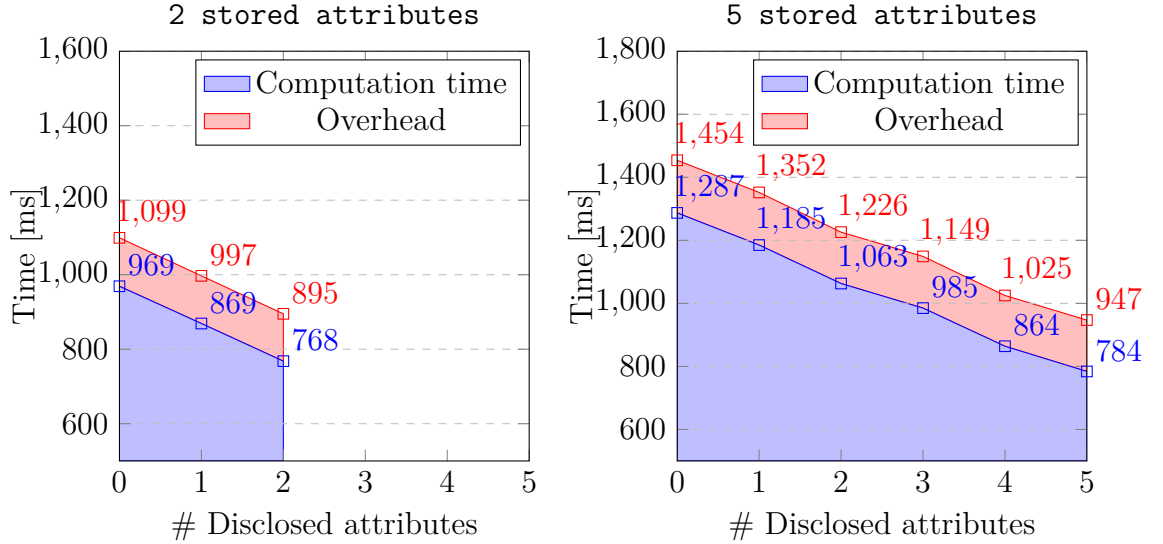 2 stored attributes
1,600
1,400
1,200
1,000
800
600
Time [ms]
Computation time
Overhead
1,099
997
895
969
869
768
0 1 2 3 4 5
# Disclosed attributes
5 stored attributes
1,800
1,600
1,400
1,200
1,000
800
600
Time [ms]
Computation time
Overhead
1,454
1,352
1,226
1,149
1,025
947
1,287
1,185
1,063
985
864
784
0 1 2 3 4 5
# Disclosed attributes